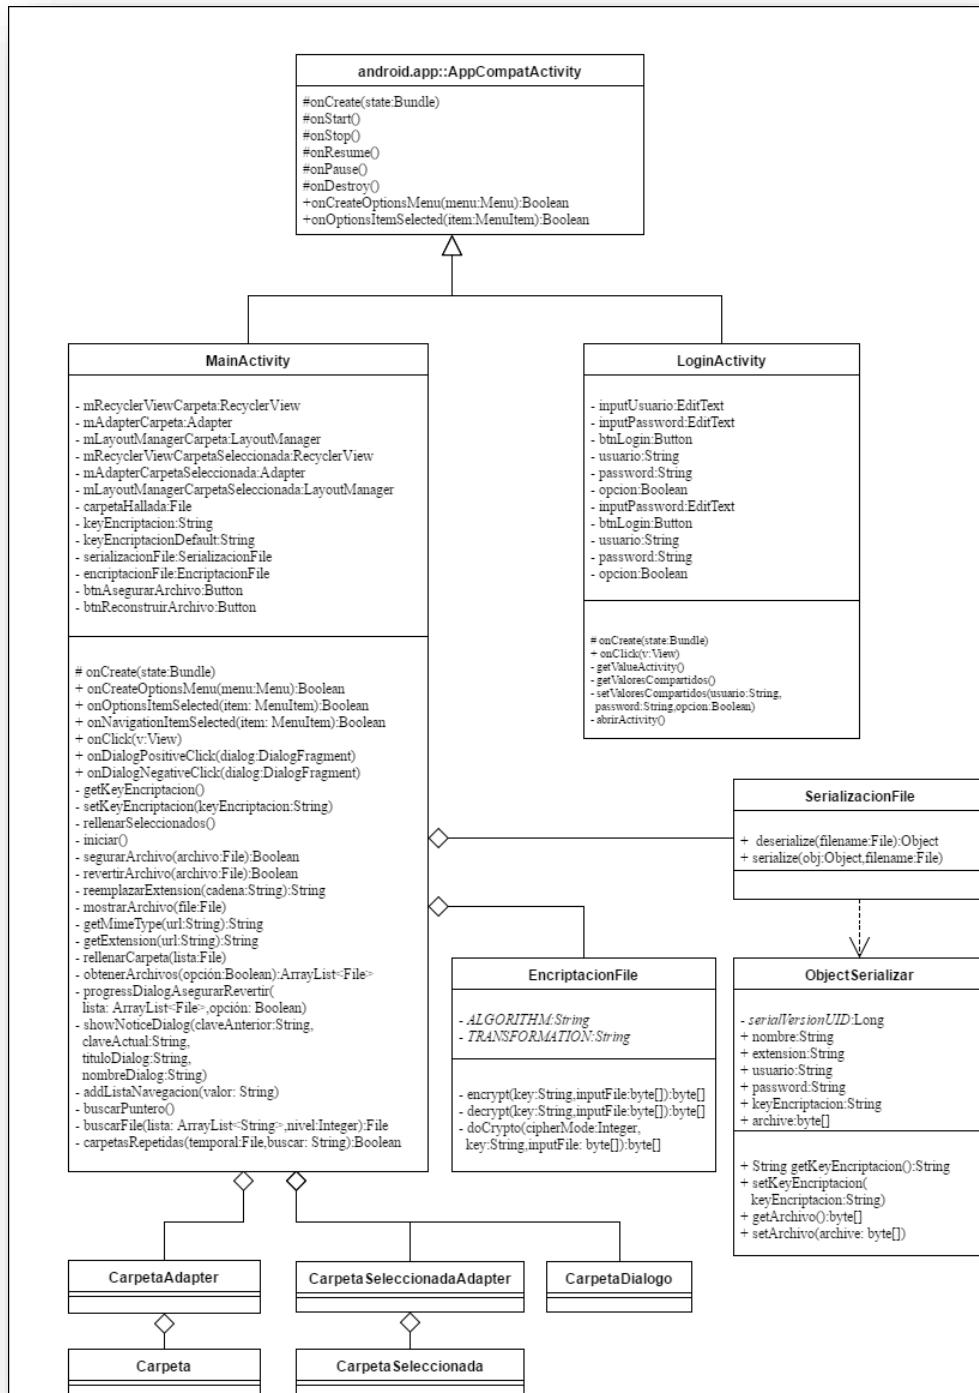 android.app::AppCompatActivity
#onCreate(state:Bundle)
#onStart()
#onStop()
#onResume()
#onPause()
#onDestroy()
+onCreateOptionsMenu(menu:Menu):Boolean
+onOptionsItemSelected(item:MenuItem):Boolean
MainActivity
- mRecyclerViewCarpeta:RecyclerView
- mAdapterCarpeta:Adapter
- mLayoutManagerCarpeta:LayoutManager
- mRecyclerViewCarpetaSeleccionada:RecyclerView
- mAdapterCarpetaSeleccionada:Adapter
- mLayoutManagerCarpetaSeleccionada:LayoutManager
- carpetaHallada:File
- keyEncriptacion:String
- keyEncriptacionDefault:String
- serializacionFile:SerializacionFile
- encriptacionFile:EncriptacionFile
- btnAsegurarArchivo:Button
- btnReconstruirArchivo:Button
# onCreate(state:Bundle)
+ onCreateOptionsMenu(menu:Menu):Boolean
+ onOptionsItemSelected(item: MenuItem):Boolean
+ onNavigationItemSelected(item: MenuItem):Boolean
+ onClick(v:View)
+ onDialogPositiveClick(dialog:DialogFragment)
+ onDialogNegativeClick(dialog:DialogFragment)
- getKeyEncriptacion()
- setKeyEncriptacion(keyEncriptacion:String)
- rellenarSeleccionados()
- iniciar()
- segurarArchivo(archivo:File):Boolean
- revertirArchivo(archivo:File):Boolean
- reemplazarExtension(cadena:String):String
- mostrarArchivo(file:File)
- getMimeType(url:String):String
- getExtension(url:String):String
- rellenarCarpeta(lista:File)
- obtenerArchivos(opción:Boolean):ArrayList<File>
- progressDialogAsegurarRevertir(
lista: ArrayList<File>,opción: Boolean)
- showNoticeDialog(claveAnterior:String,
claveActual:String,
tituloDialog:String,
nombreDialog:String)
- addListaNavegacion(valor: String)
- buscarPuntero()
- buscarFile(lista: ArrayList<String>,nivel:Integer):File
- carpetasRepetidas(temporal:File,buscar: String):Boolean
LoginActivity
- inputUsuario:EditText
- inputPassword:EditText
- btnLogin:Button
- usuario:String
- password:String
- opcion:Boolean
- inputPassword:EditText
- btnLogin:Button
- usuario:String
- password:String
- opcion:Boolean
# onCreate(state:Bundle)
+ onClick(v:View)
- getValueActivity()
- getValoresCompartidos()
- setValoresCompartidos(usuario:String,
password:String,opcion:Boolean)
- abrirActivity()
SerializacionFile
+ deserialize(filename:File):Object
+ serialize(obj:Object,filename:File)
EncriptacionFile
- ALGORITHM:String
- TRANSFORMATION:String
- encrypt(key:String,inputFile:byte[]):byte[]
- decrypt(key:String,inputFile:byte[]):byte[]
- doCrypto(cipherMode:Integer,
key:String,inputFile: byte[]):byte[]
ObjectSerializar
- serialVersionUID:Long
+ nombre:String
+ extension:String
+ usuario:String
+ password:String
+ keyEncriptacion:String
+ archive:byte[]
+ String getKeyEncriptacion():String
+ setKeyEncriptacion(
keyEncriptacion:String)
+ getArchivo():byte[]
+ setArchivo(archive: byte[])
CarpetaAdapter
CarpetaSeleccionadaAdapter
CarpetaDialogo
Carpeta
CarpetaSeleccionada